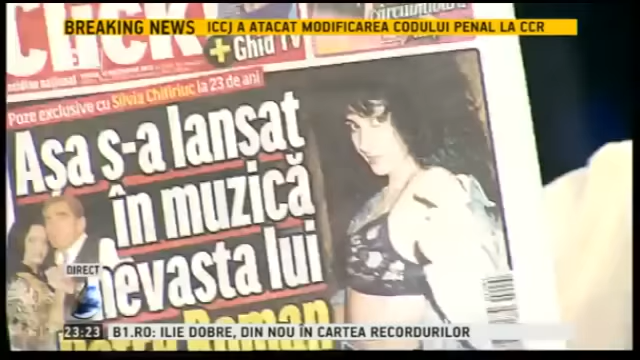 BREAKING NEWS ICCJ A ATACAT MODIFICAREA CODULUI PENAL LA CCR
CLICK
+ Ghid TV
Poze exclusive cu Silvia Chifiriuc la 23 de ani
Așa s-a lansat
în muzică
nevasta lui
Roman
DIRECT
23:23 B1.RO: ILIE DOBRE, DIN NOU ÎN CARTEA RECORDURILOR